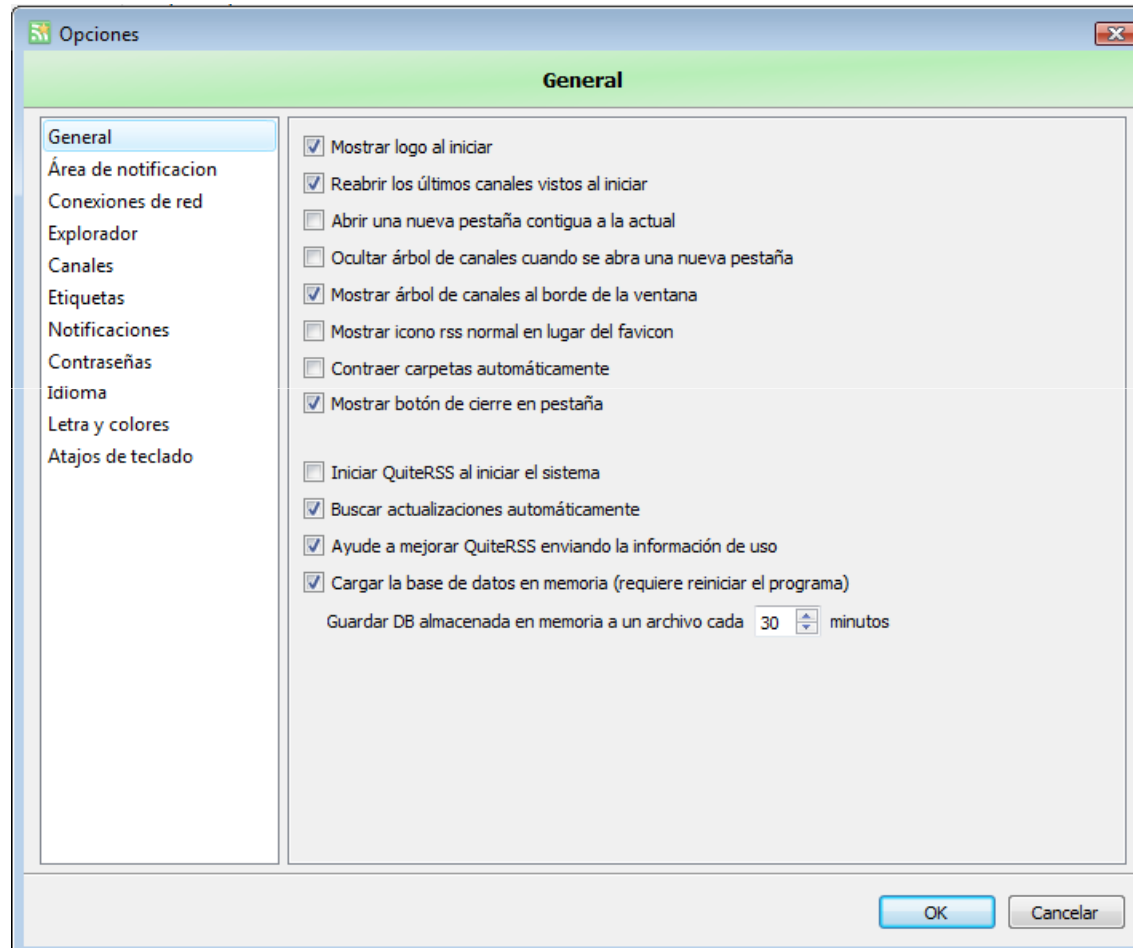 Opciones
General
General
Área de notificacion
Conexiones de red
Explorador
Canales
Etiquetas
Notificaciones
Contraseñas
Idioma
Letra y colores
Atajos de teclado
Mostrar logo al iniciar
Reabrir los últimos canales vistos al iniciar
Abrir una nueva pestaña contigua a la actual
Ocultar árbol de canales cuando se abra una nueva pestaña
Mostrar árbol de canales al borde de la ventana
Mostrar icono rss normal en lugar del favicon
Contraer carpetas automáticamente
Mostrar botón de cierre en pestaña
Iniciar QuiteRSS al iniciar el sistema
Buscar actualizaciones automáticamente
Ayude a mejorar QuiteRSS enviando la información de uso
Cargar la base de datos en memoria (requiere reiniciar el programa)
Guardar DB almacenada en memoria a un archivo cada 30 minutos
OK Cancelar